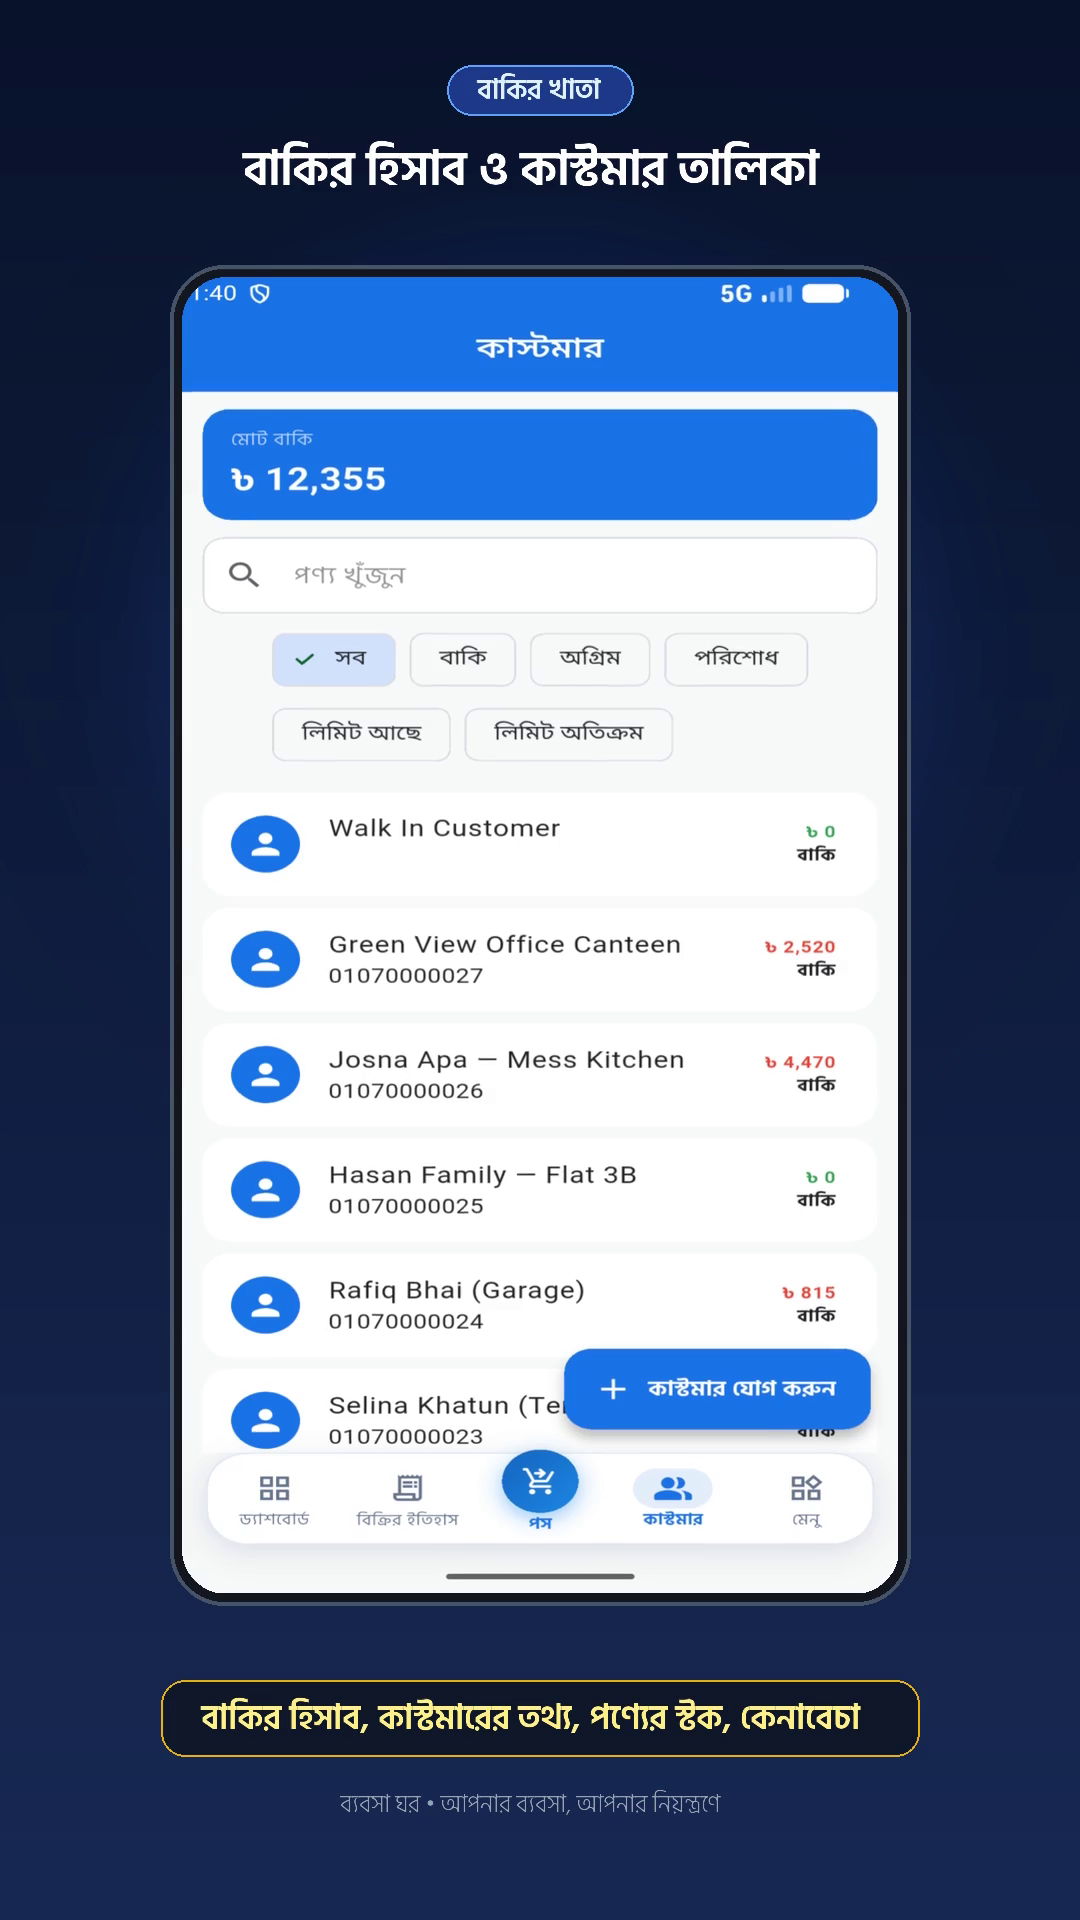 বাকির খাতা
বাকির হিসাব ও কাস্টমার তালিকা
1:40 5G
কাস্টমার
মোট বাকি
৳ 12,355
পণ্য খুঁজুন
সব বাকি অগ্রিম পরিশোধ
লিমিট আছে লিমিট অতিক্রম
Walk In Customer ৳ 0
বাকি
Green View Office Canteen ৳ 2,520
01070000027 বাকি
Josna Apa — Mess Kitchen ৳ 4,470
01070000026 বাকি
Hasan Family — Flat 3B ৳ 0
01070000025 বাকি
Rafiq Bhai (Garage) ৳ 815
01070000024 বাকি
+ কাস্টমার যোগ করুন
Selina Khatun
01070000023 বাকি
ড্যাশবোর্ড বিক্রির ইতিহাস পস কাস্টমার মেনু
বাকির হিসাব, কাস্টমারের তথ্য, পণ্যের স্টক, কেনাবেচা
ব্যবসা ঘর • আপনার ব্যবসা, আপনার নিয়ন্ত্রণে